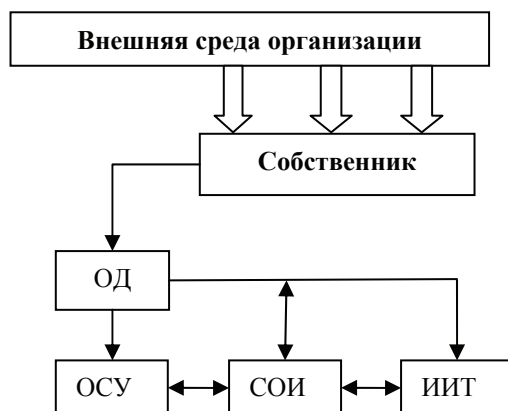 Внешняя среда организации
Собственник
ОД
ОСУ
СОИ
ИИТ